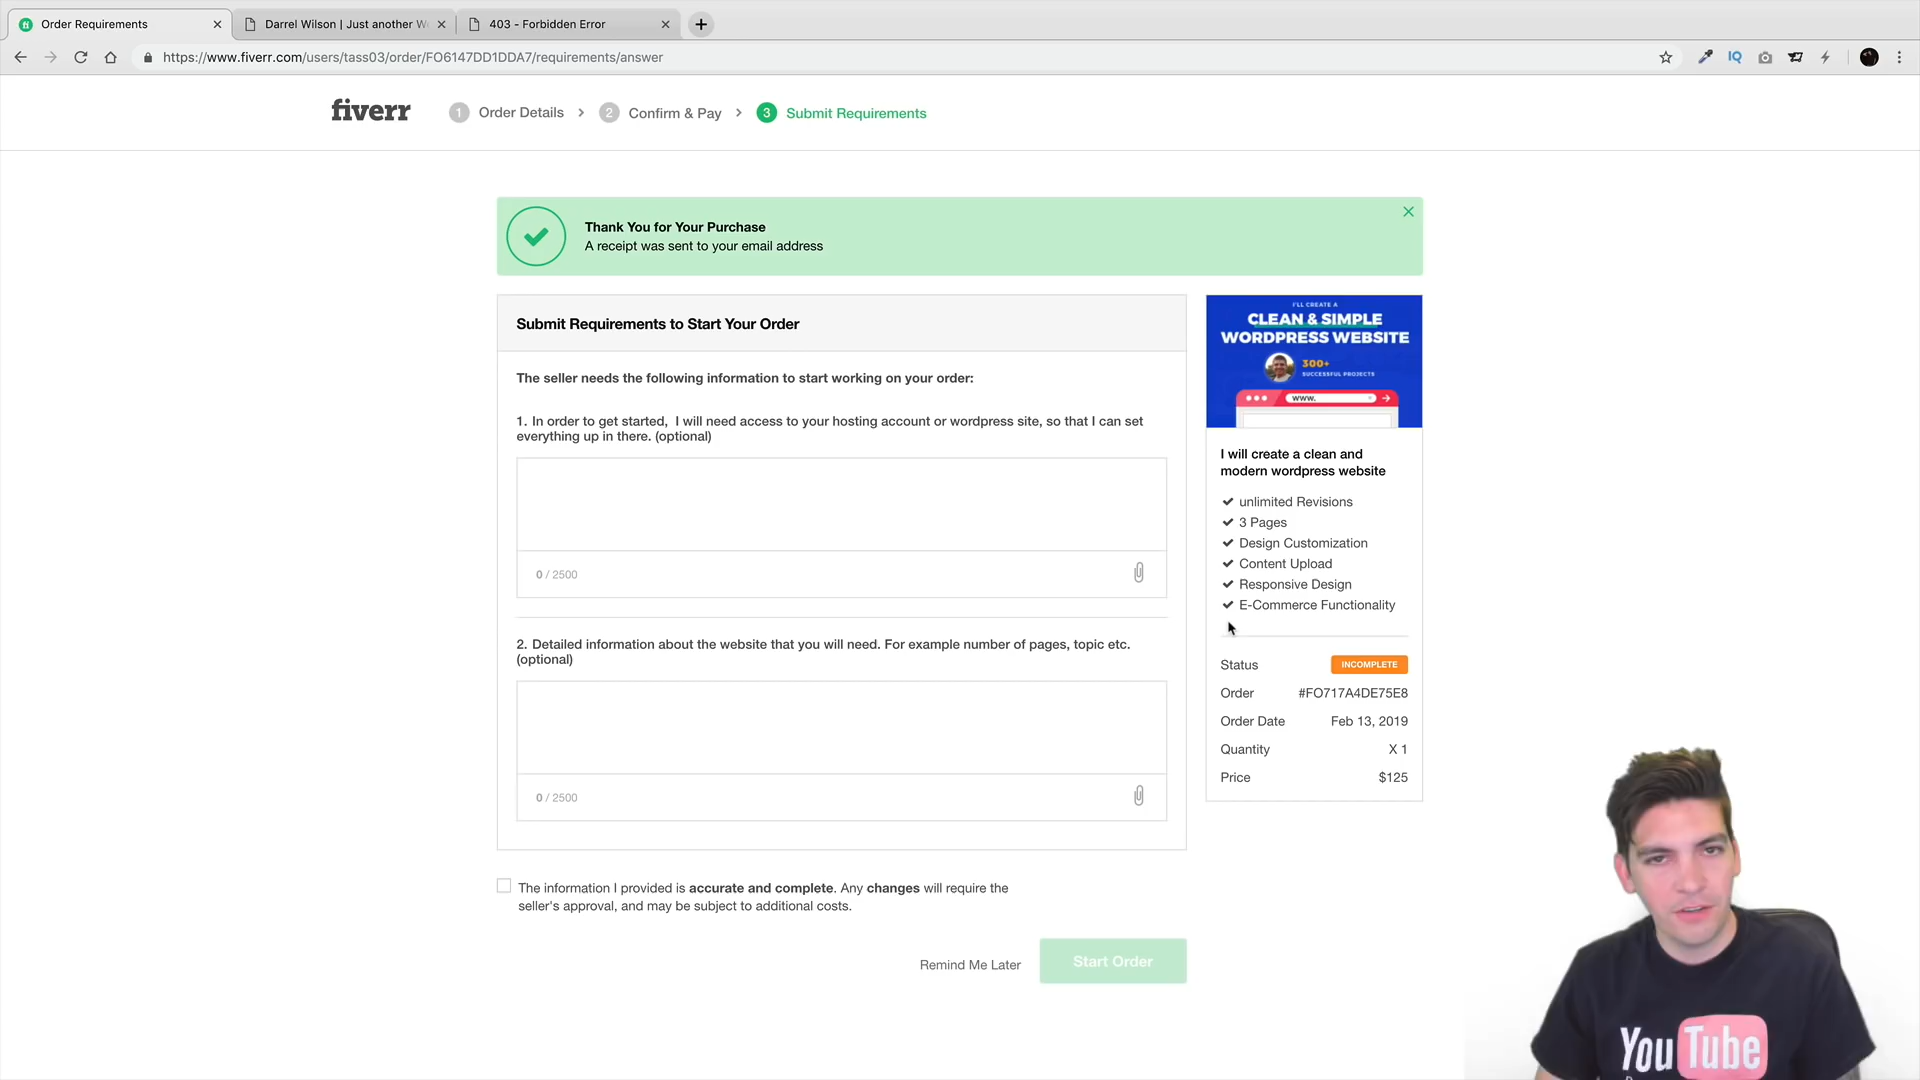 Order Requirements
Darrel Wilson | Just another W
403 - Forbidden Error
https://www.fiverr.com/users/tass03/order/FO6147DD1DDA7/requirements/answer
IQ
fiverr
1 Order Details
2 Confirm & Pay
3 Submit Requirements
Thank You for Your Purchase
A receipt was sent to your email address
Submit Requirements to Start Your Order
The seller needs the following information to start working on your order:
1. In order to get started, I will need access to your hosting account or wordpress site, so that I can set
everything up in there. (optional)
0 / 2500
2. Detailed information about the website that you will need. For example number of pages, topic etc.
(optional)
0 / 2500
The information I provided is accurate and complete. Any changes will require the
seller's approval, and may be subject to additional costs.
Remind Me Later
Start Order
I'LL CREATE A
CLEAN & SIMPLE
WORDPRESS WEBSITE
300+
SUCCESSFUL PROJECTS
www.
I will create a clean and
modern wordpress website
unlimited Revisions
3 Pages
Design Customization
Content Upload
Responsive Design
E-Commerce Functionality
Status INCOMPLETE
Order #FO717A4DE75E8
Order Date Feb 13, 2019
Quantity X 1
Price $125
YouTube